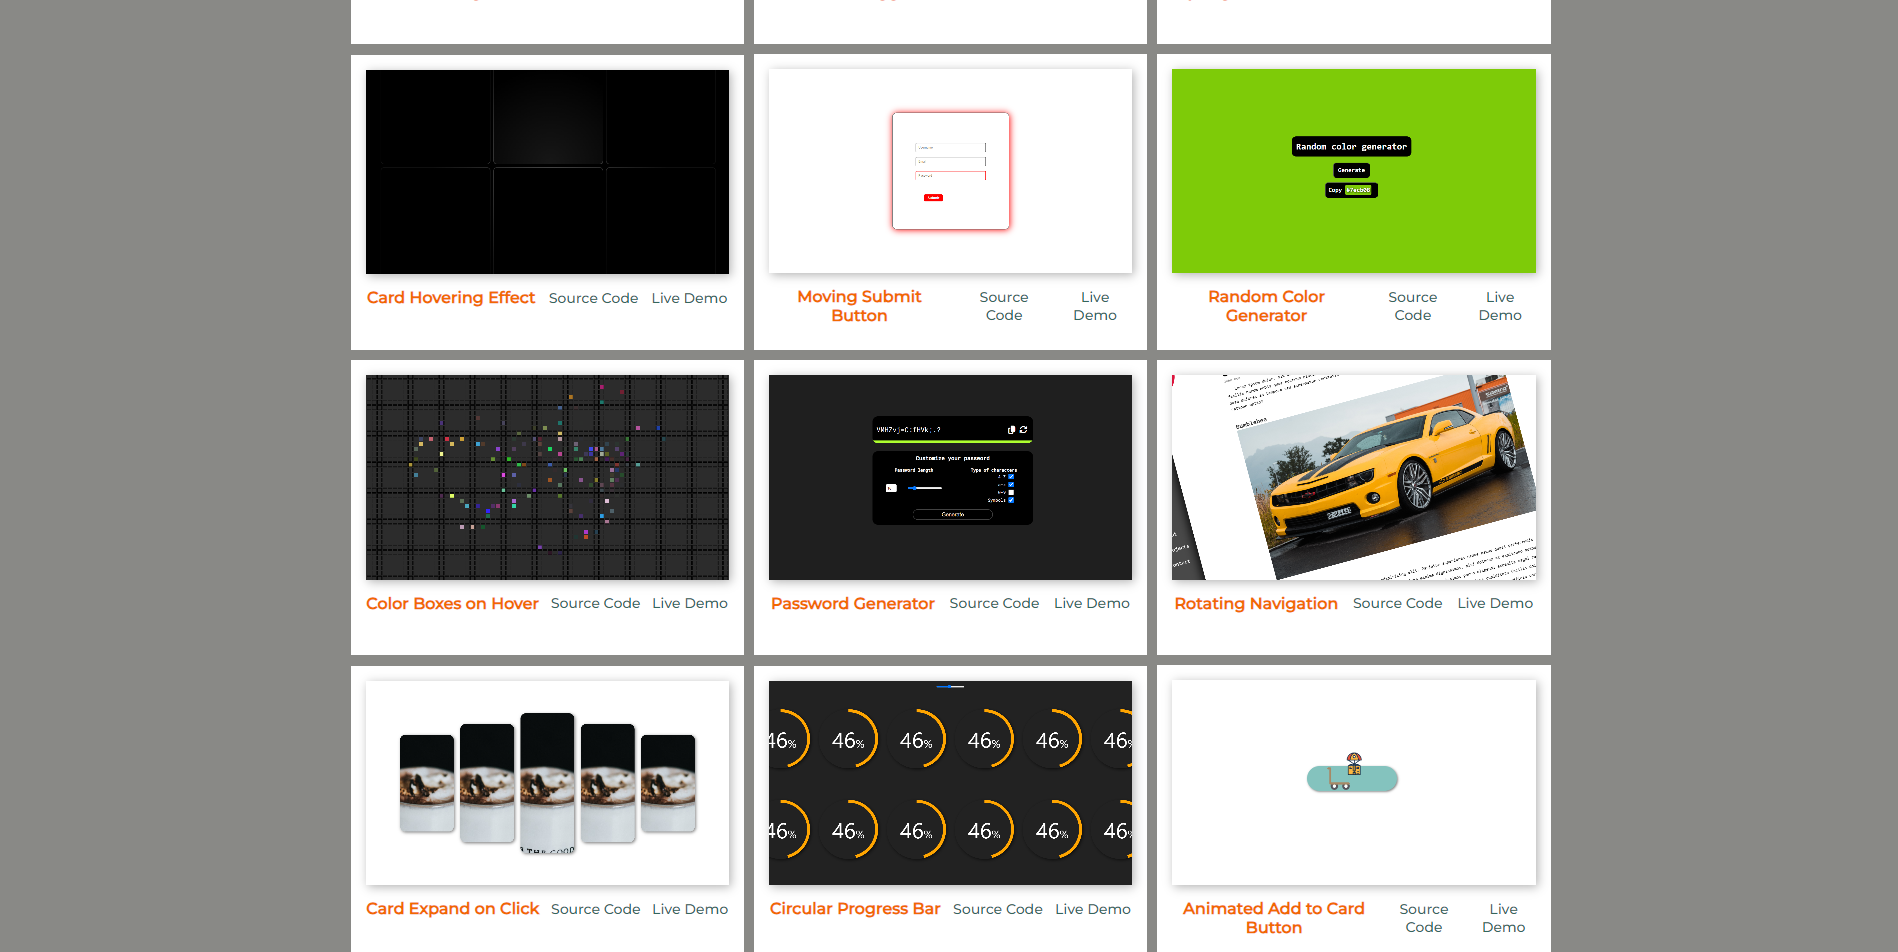 Random color generator
Generate
Copy #7ecb08
Submit
Card Hovering Effect Source Code Live Demo
Moving Submit
Button
Source
Code
Live
Demo
Random Color
Generator
Source
Code
Live
Demo
Customize your password
Password length
Type of characters
Symbols
Generate
Bumblebee
Color Boxes on Hover Source Code Live Demo
Password Generator Source Code Live Demo
Rotating Navigation Source Code Live Demo
46% 46% 46% 46% 46% 46%
46% 46% 46% 46% 46% 46%
Card Expand on Click Source Code Live Demo
Circular Progress Bar Source Code Live Demo
Animated Add to Card
Button
Source
Code
Live
Demo